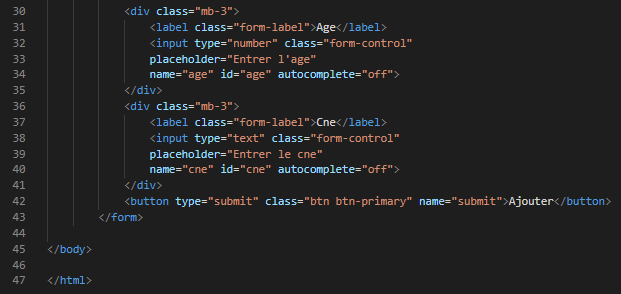 30 <div class="mb-3">
31 <label class="form-label">Age</label>
32 <input type="number" class="form-control"
33 placeholder="Entrer l'age"
34 name="age" id="age" autocomplete="off">
35 </div>
36 <div class="mb-3">
37 <label class="form-label">Cne</label>
38 <input type="text" class="form-control"
39 placeholder="Entrer le cne"
40 name="cne" id="cne" autocomplete="off">
41 </div>
42 <button type="submit" class="btn btn-primary" name="submit">Ajouter</button>
43 </form>
44
45 </body>
46
47 </html>